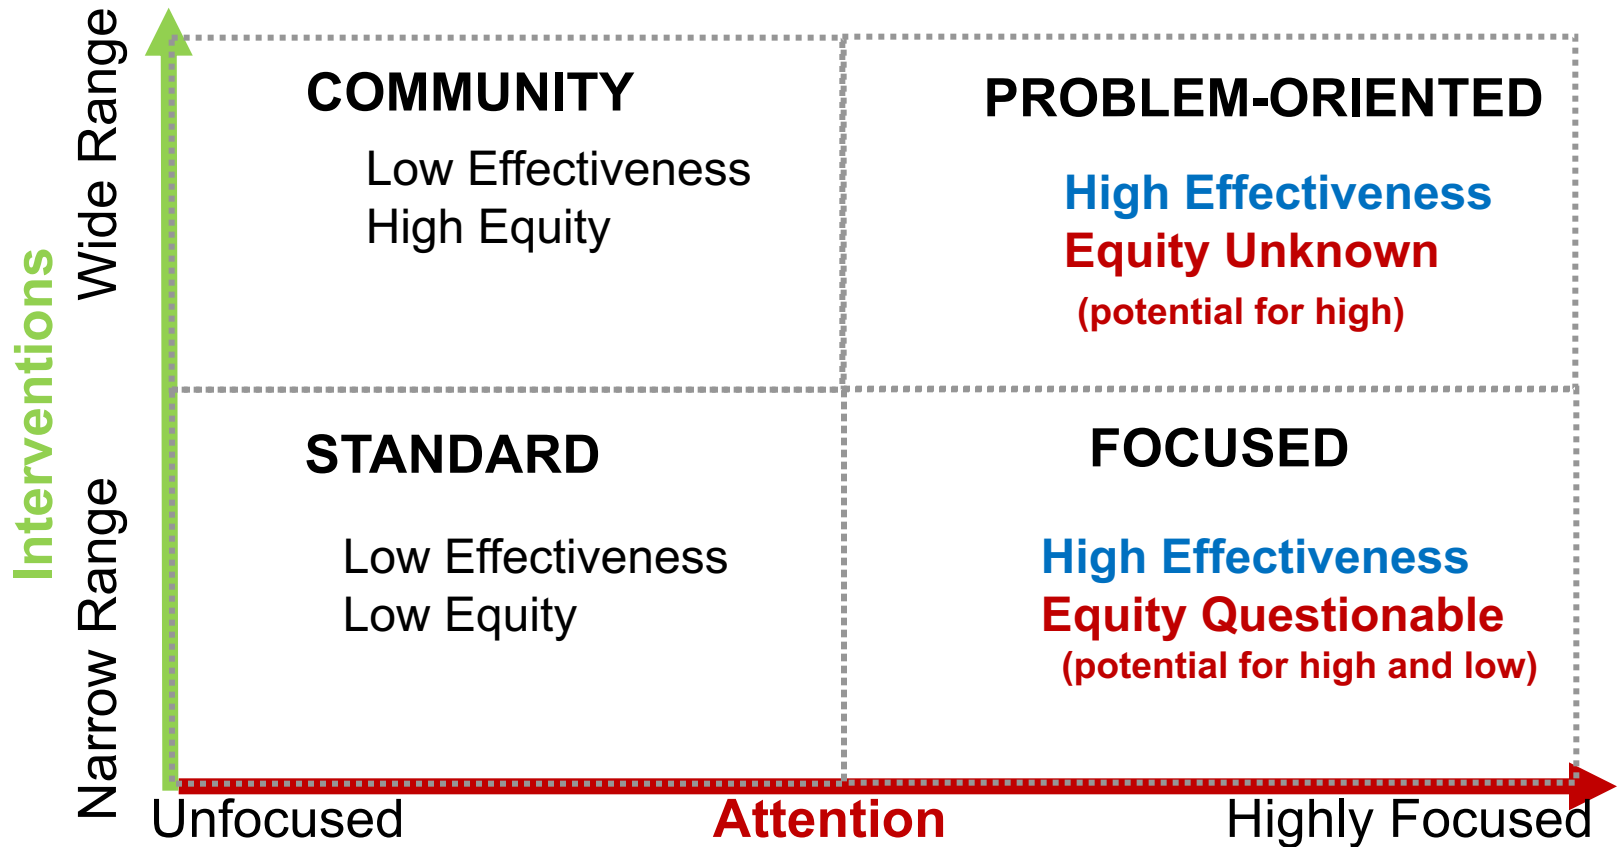 Interventions
Wide Range
Narrow Range
COMMUNITY
Low Effectiveness
High Equity
PROBLEM-ORIENTED
High Effectiveness
Equity Unknown
(potential for high)
STANDARD
Low Effectiveness
Low Equity
FOCUSED
High Effectiveness
Equity Questionable
(potential for high and low)
Unfocused
Attention
Highly Focused